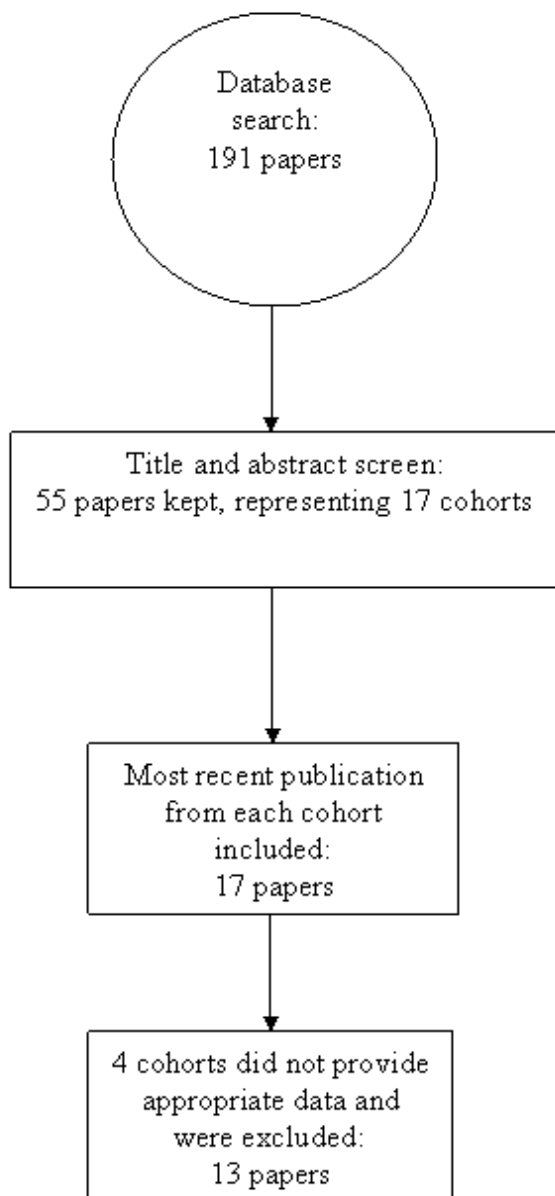 Database
search:
191 papers
Title and abstract screen:
55 papers kept, representing 17 cohorts
Most recent publication
from each cohort
included:
17 papers
4 cohorts did not provide
appropriate data and
were excluded:
13 papers